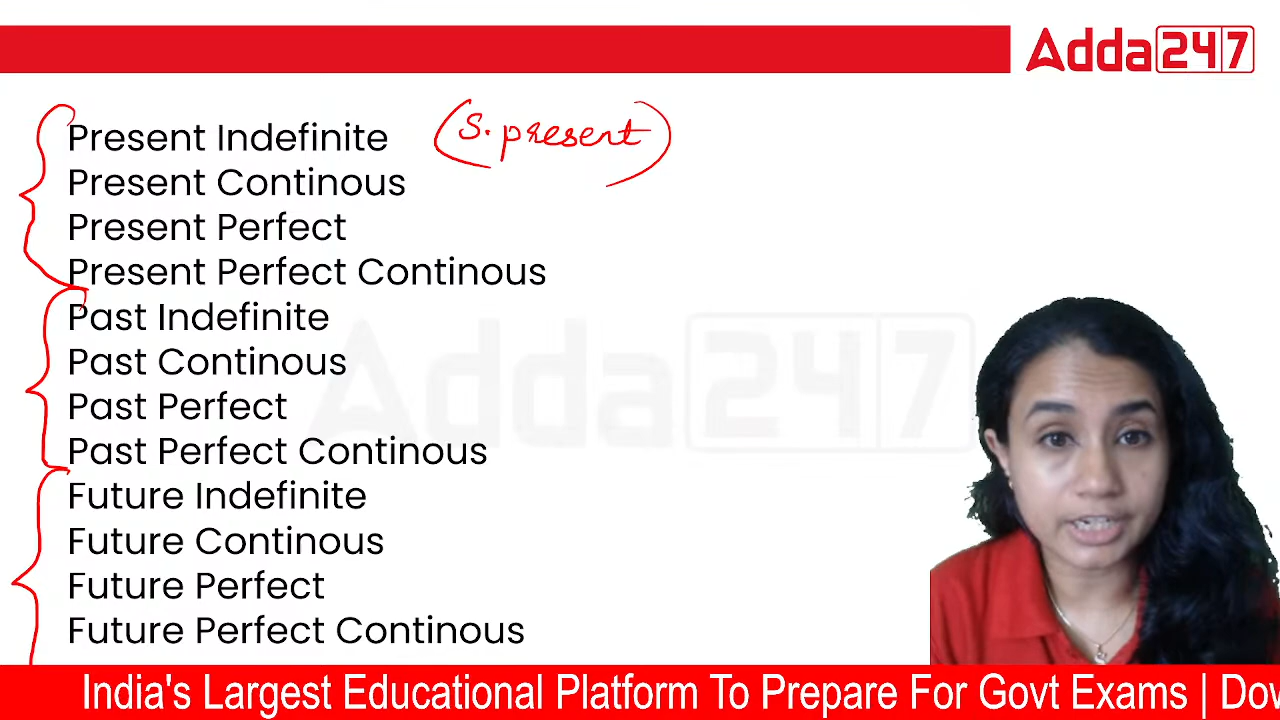 Adda247
Present Indefinite (S. present)
Present Continous
Present Perfect
Present Perfect Continous
Past Indefinite
Past Continous
Past Perfect
Past Perfect Continous
Future Indefinite
Future Continous
Future Perfect
Future Perfect Continous
Adda247
India's Largest Educational Platform To Prepare For Govt Exams | Dow